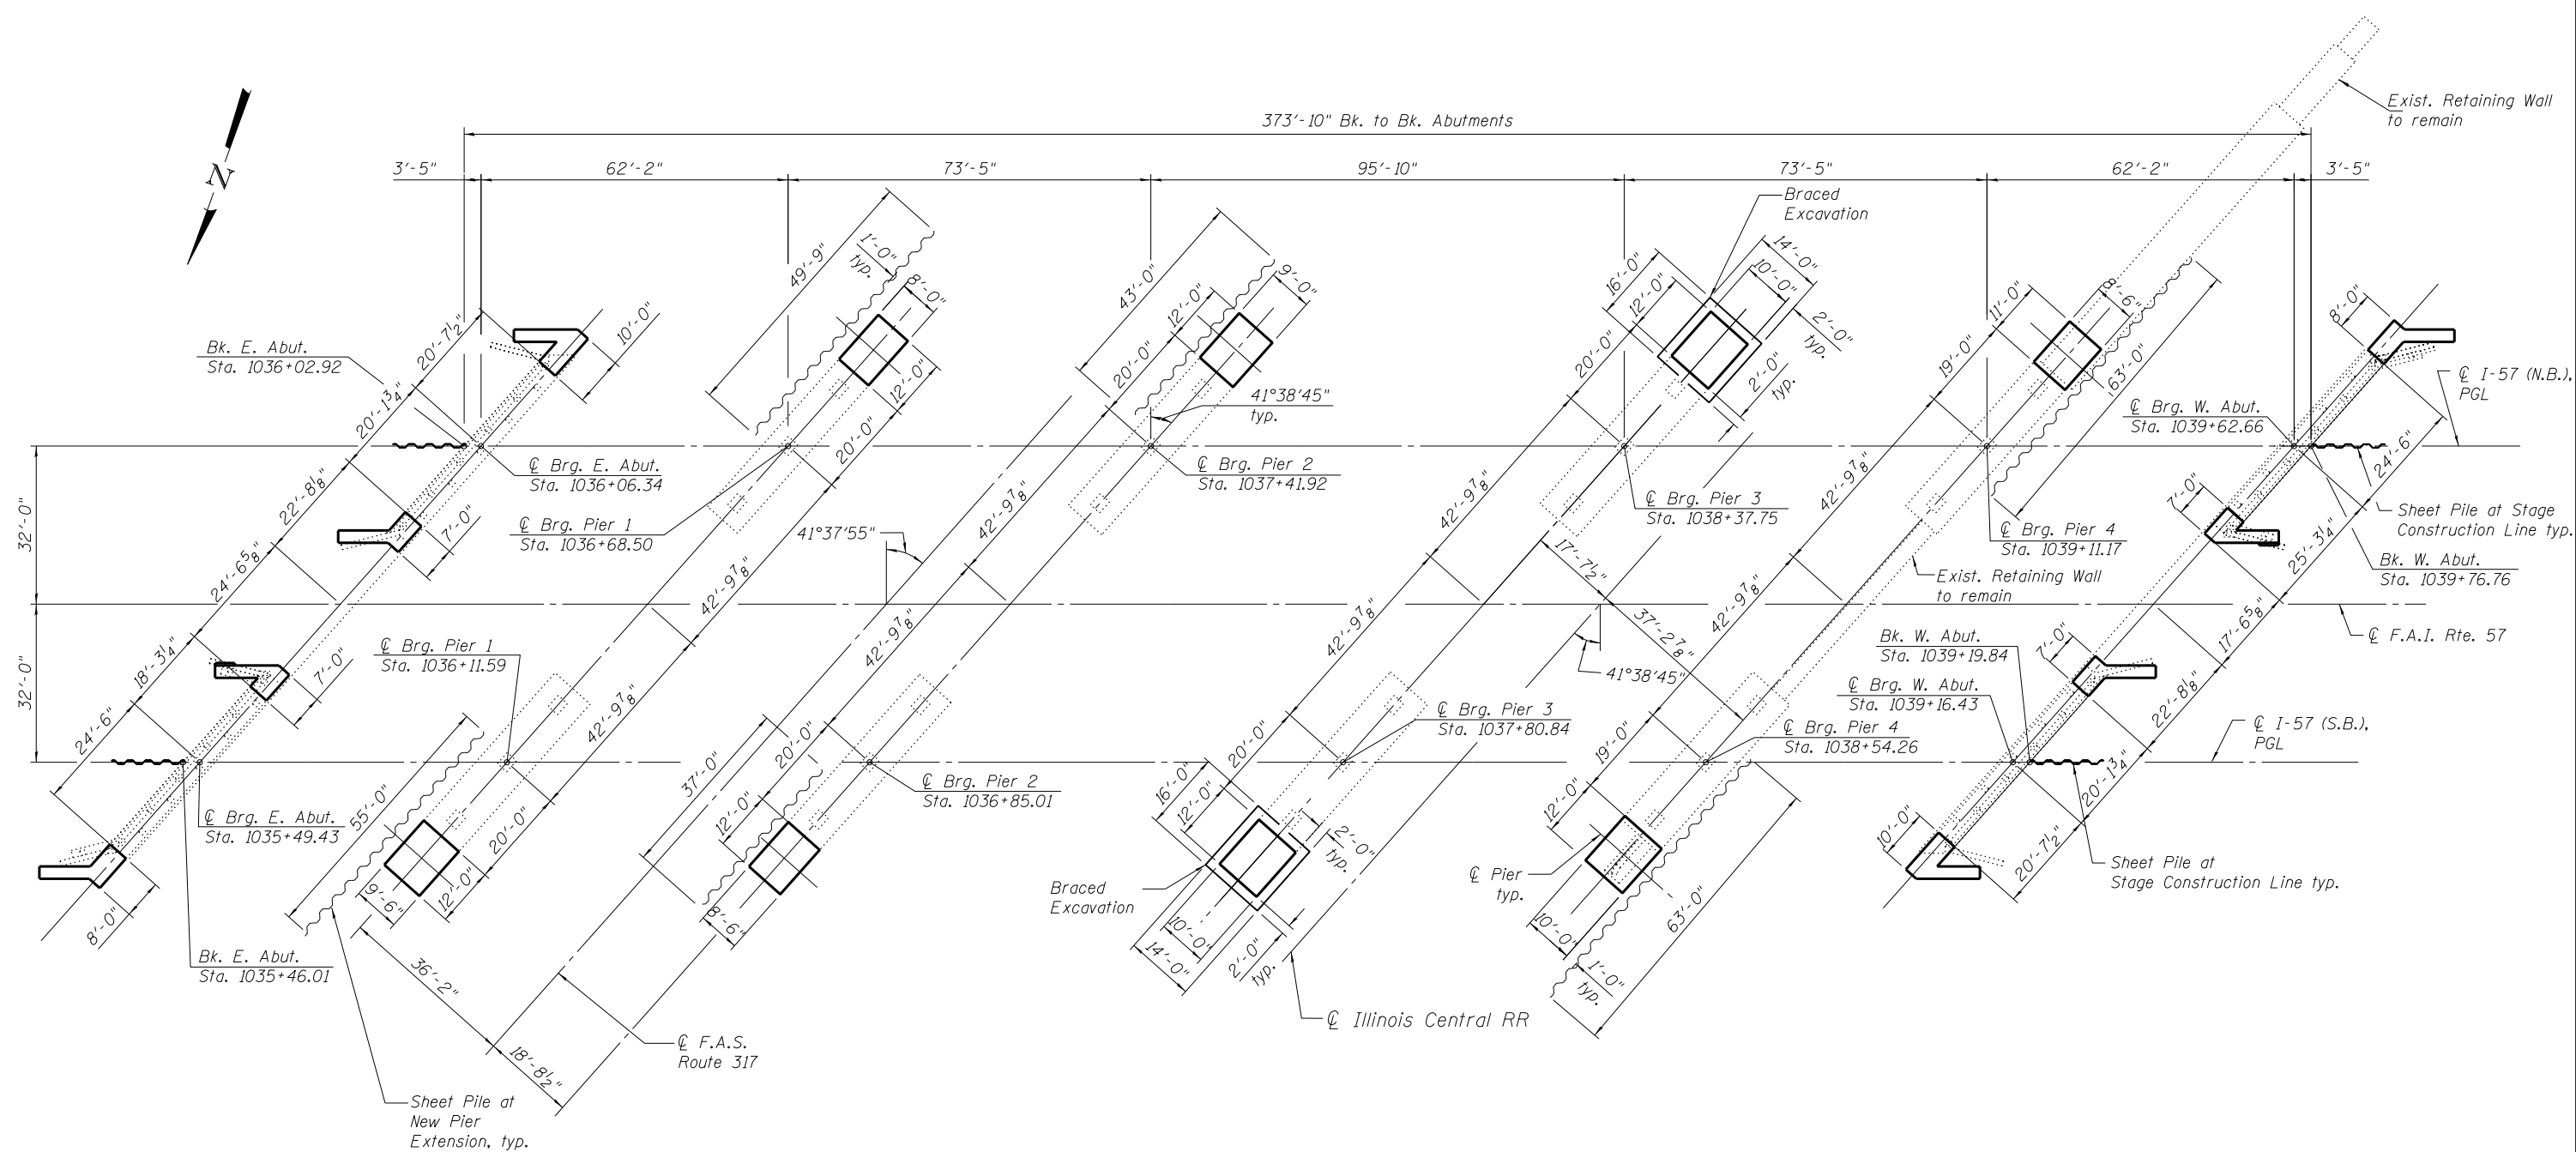 Exist. Retaining Wall
to remain
373'-10" Bk. to Bk. Abutments
3'-5"
62'-2"
73'-5"
95'-10"
73'-5"
62'-2"
3'-5"
N
Braced
Excavation
49'-9"
1'-0"
typ.
8'-0"
43'-0"
12'-0"
9'-0"
20'-0"
16'-0"
12'-0"
14'-0"
10'-0"
2'-0"
typ.
2'-0"
typ.
20'-0"
11'-0"
19'-0"
8'-6"
63'-0"
8'-0"
20'-7½"
10'-0"
Bk. E. Abut.
Sta. 1036+02.92
20'-1¾"
12'-0"
20'-0"
41°38'45"
typ.
℄ I-57 (N.B.),
PGL
℄ Brg. W. Abut.
Sta. 1039+62.66
24'-6"
℄ Brg. E. Abut.
Sta. 1036+06.34
℄ Brg. Pier 2
Sta. 1037+41.92
℄ Brg. Pier 3
Sta. 1038+37.75
℄ Brg. Pier 1
Sta. 1036+68.50
℄ Brg. Pier 4
Sta. 1039+11.17
Sheet Pile at Stage
Construction Line typ.
Bk. W. Abut.
Sta. 1039+76.76
32'-0"
22'-8⅛"
7'-0"
41°37'55"
42'-9⅞"
42'-9⅞"
42'-9⅞"
42'-9⅞"
7'-0"
25'-3¼"
24'-6⅝"
17'-7½"
Exist. Retaining Wall
to remain
32'-0"
18'-3¼"
7'-0"
℄ Brg. Pier 1
Sta. 1036+11.59
42'-9⅞"
42'-9⅞"
42'-9⅞"
37'-2⅞"
42'-9⅞"
41°38'45"
Bk. W. Abut.
Sta. 1039+19.84
℄ Brg. W. Abut.
Sta. 1039+16.43
7'-0"
17'-6⅝"
℄ F.A.I. Rte. 57
22'-8⅛"
24'-6"
℄ Brg. Pier 3
Sta. 1037+80.84
℄ Brg. Pier 4
Sta. 1038+54.26
℄ I-57 (S.B.),
PGL
℄ Brg. Pier 2
Sta. 1036+85.01
℄ Brg. E. Abut.
Sta. 1035+49.43
55'-0"
20'-0"
12'-0"
9'-6"
37'-0"
20'-0"
12'-0"
8'-6"
16'-0"
12'-0"
20'-0"
2'-0"
typ.
19'-0"
12'-0"
10'-0"
20'-1¾"
20'-7½"
Sheet Pile at
Stage Construction Line typ.
8'-0"
Braced
Excavation
℄ Pier
typ.
63'-0"
10'-0"
14'-0"
2'-0"
typ.
10'-0"
1'-0"
typ.
Bk. E. Abut.
Sta. 1035+46.01
36'-2"
18'-8½"
℄ Illinois Central RR
℄ F.A.S.
Route 317
Sheet Pile at
New Pier
Extension, typ.